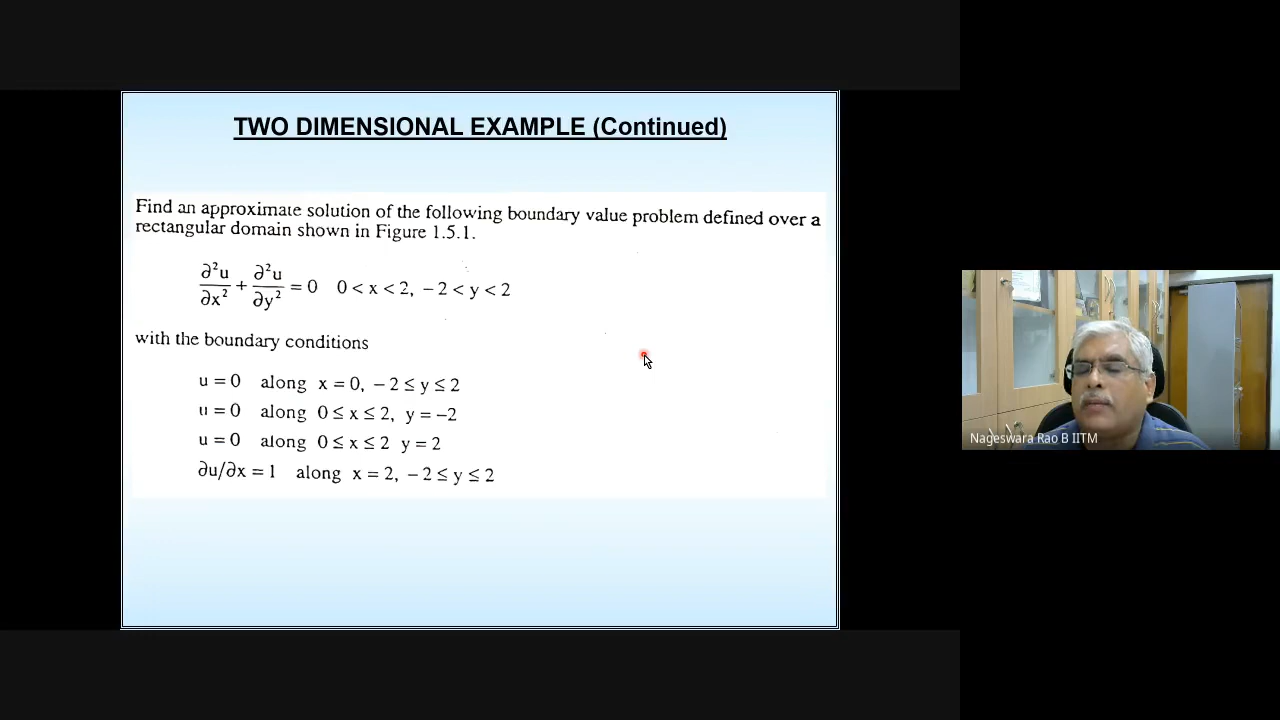 TWO DIMENSIONAL EXAMPLE (Continued)
Find an approximate solution of the following boundary value problem defined over a
rectangular domain shown in Figure 1.5.1.
∂²u/∂x² + ∂²u/∂y² = 0   0 < x < 2, − 2 < y < 2
with the boundary conditions
u = 0   along   x = 0, − 2 ≤ y ≤ 2
u = 0   along   0 ≤ x ≤ 2,  y = −2
u = 0   along   0 ≤ x ≤ 2  y = 2
∂u/∂x = 1   along   x = 2, − 2 ≤ y ≤ 2
Nageswara Rao B IITM